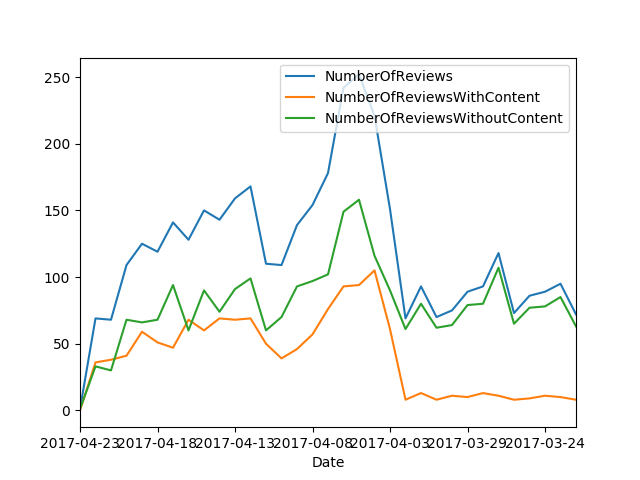 250
200
150
100
50
0
NumberOfReviews
NumberOfReviewsWithContent
NumberOfReviewsWithoutContent
2017-04-23 2017-04-18 2017-04-13 2017-04-08 2017-04-03 2017-03-29 2017-03-24
Date